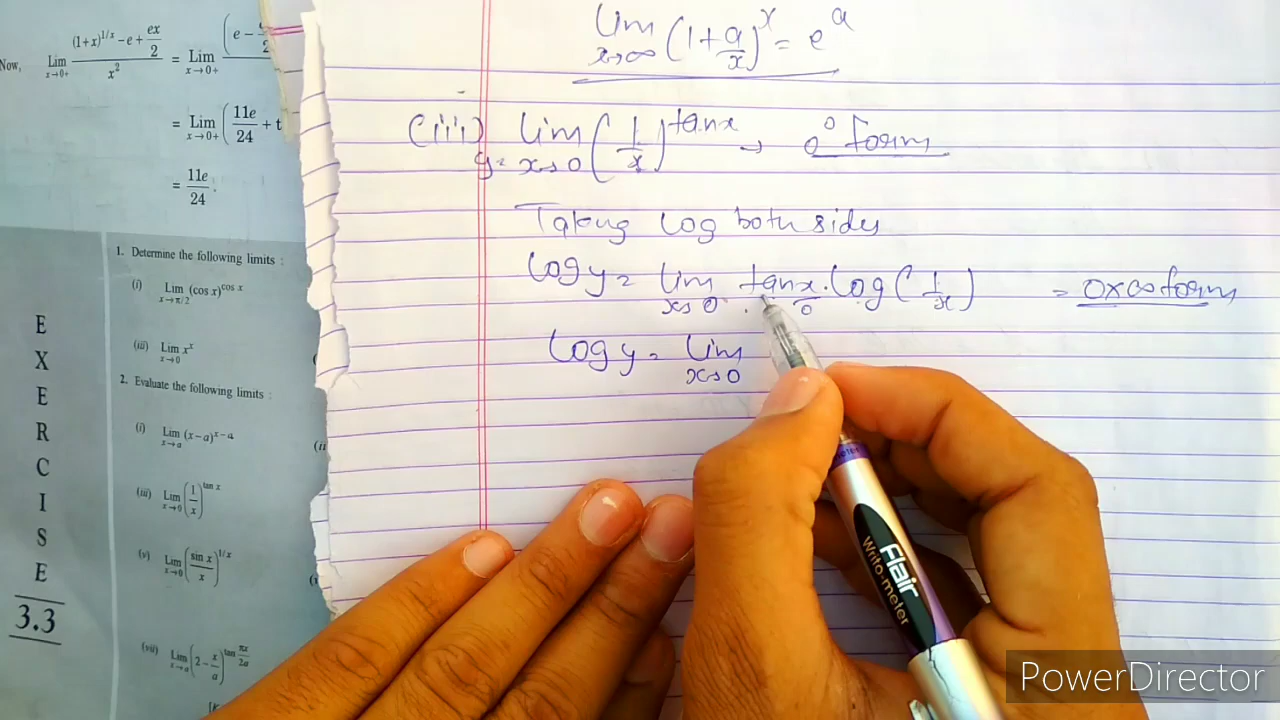 Now, Lim x→0+ ((1+x)^{1/x} − e + ex/2)/x² = Lim x→0+ (e −
= Lim x→0+ (11e/24 + t
= 11e/24.
1. Determine the following limits :
(i) Lim x→π/2 (cos x)^{cos x}
(iii) Lim x→0 x^x
2. Evaluate the following limits :
(i) Lim x→a (x−a)^{x−a}
(iii) Lim x→0 (1/x)^{tan x}
(v) Lim x→0 (sin x/x)^{1/x}
(vii) Lim x→a (2 − x/a)^{tan πx/2a}
EXERCISE
3.3
lim x→∞ (1 + a/x)^x = e^a
(iii) y = lim x→0 (1/x)^{tanx} → 0^0 form
Taking log both sides
log y = lim x→0 tanx · log (1/x) = 0×∞ form
0
log y = lim x→0
Flair
Writo-meter
PowerDirector